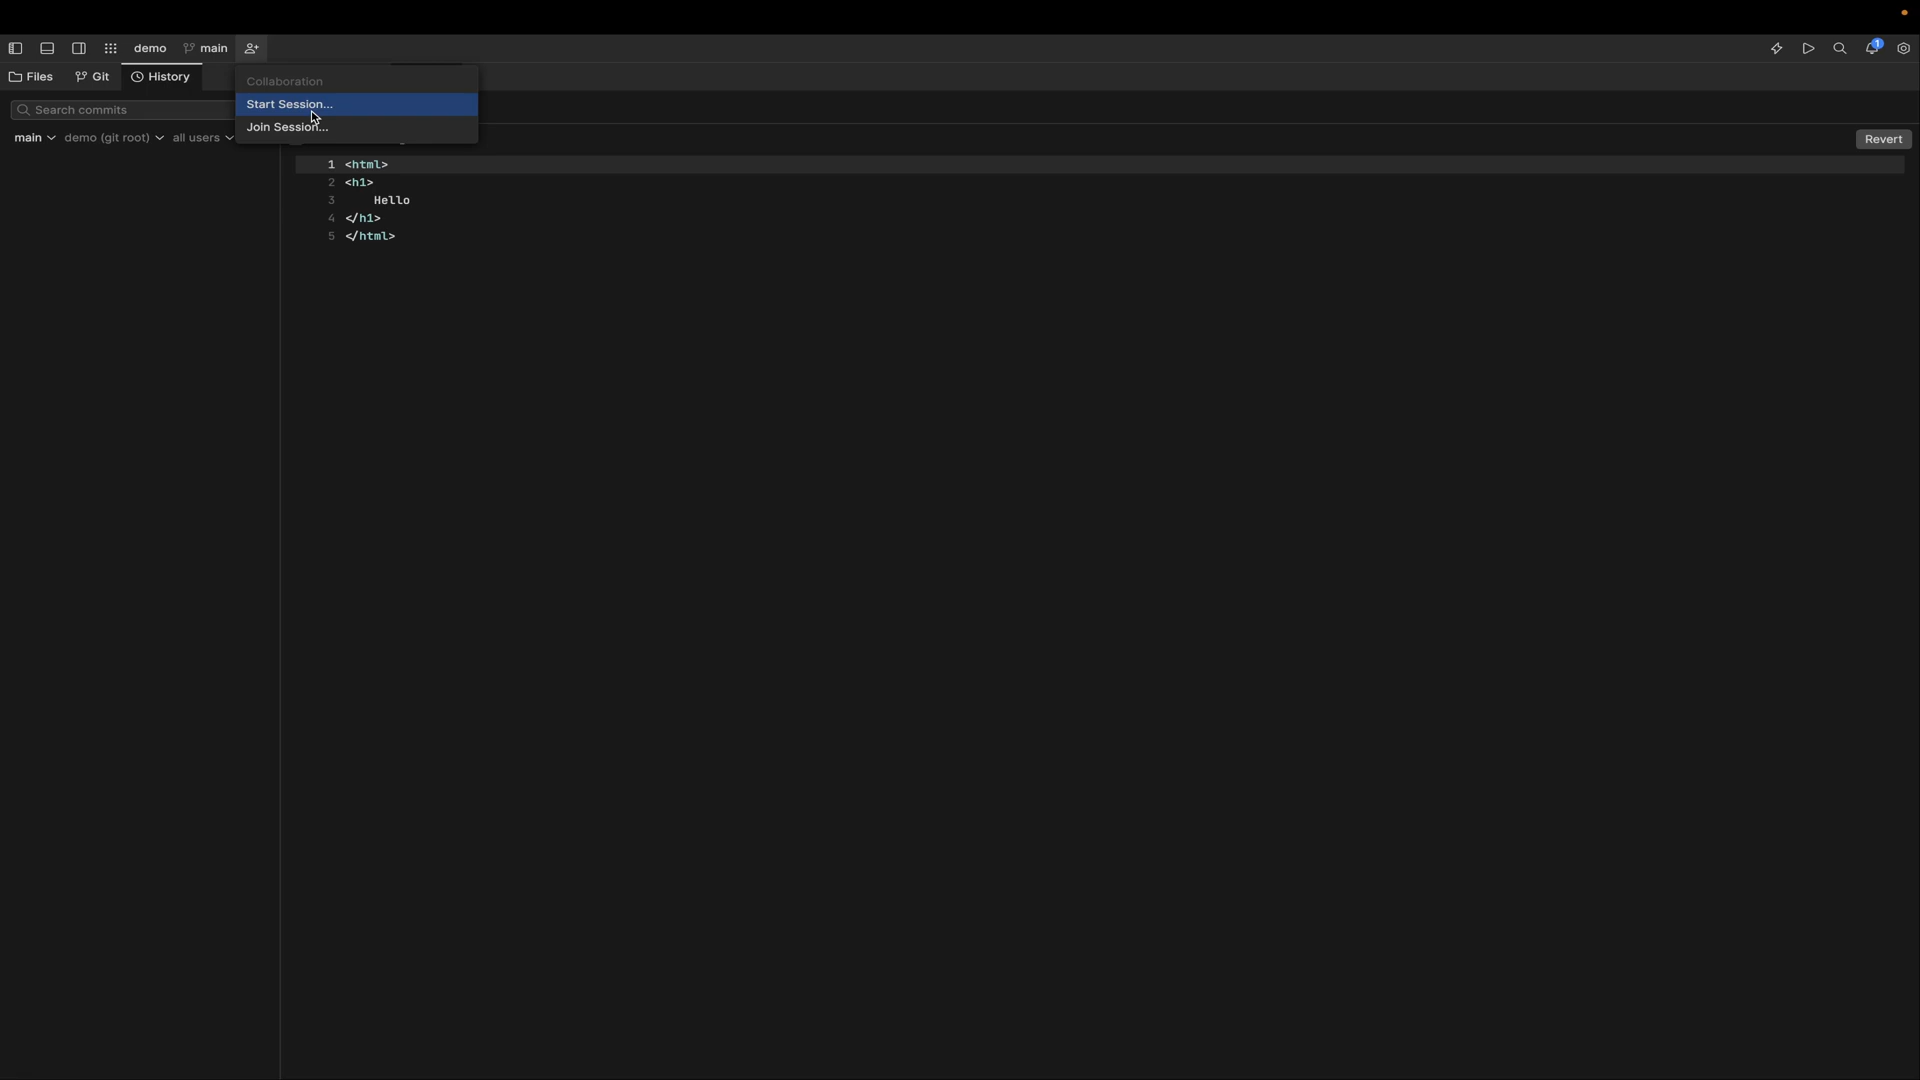 demo main
1
Files Git History
Collaboration
Start Session...
Join Session...
Search commits
main demo (git root) all users
Revert
1 <html>
2 <h1>
3 Hello
4 </h1>
5 </html>